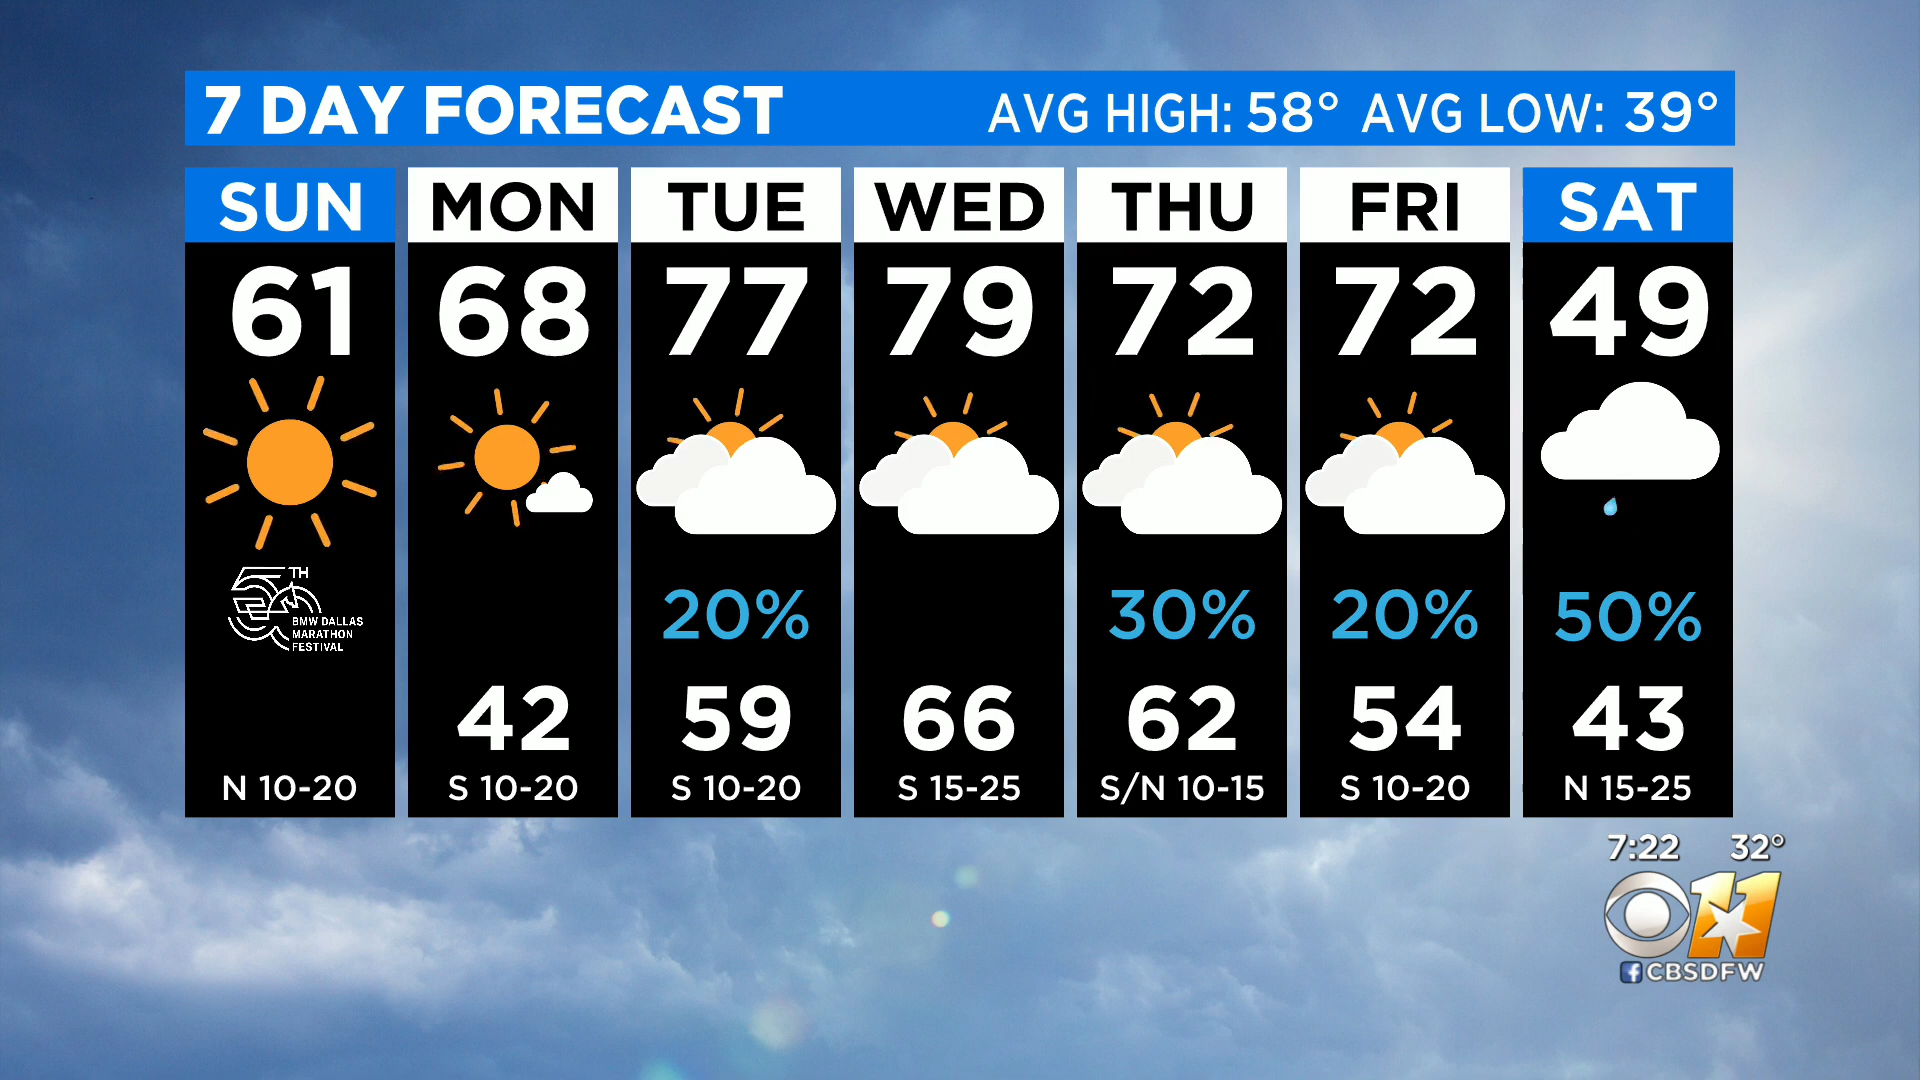 7 DAY FORECAST AVG HIGH: 58° AVG LOW: 39°
SUN MON TUE WED THU FRI SAT
61 68 77 79 72 72 49
50TH
BMW DALLAS
MARATHON
FESTIVAL
20% 30% 20% 50%
42 59 66 62 54 43
N 10-20 S 10-20 S 10-20 S 15-25 S/N 10-15 S 10-20 N 15-25
7:22 32°
11
f CBSDFW